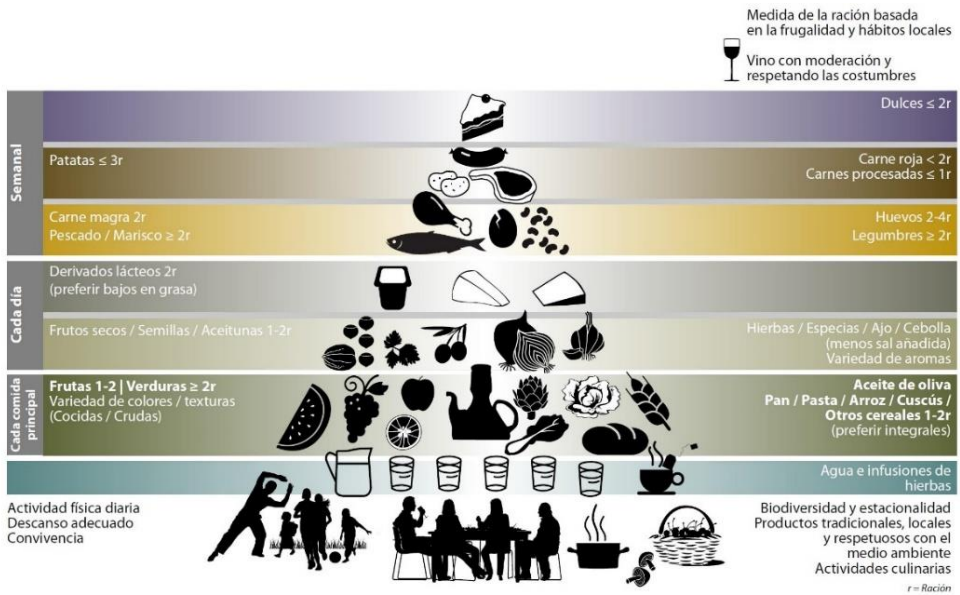 Medida de la ración basada
en la frugalidad y hábitos locales
Vino con moderación y
respetando las costumbres
Semanal
Dulces ≤ 2r
Patatas ≤ 3r
Carne roja < 2r
Carnes procesadas ≤ 1r
Carne magra 2r
Pescado / Marisco ≥ 2r
Huevos 2-4r
Legumbres ≥ 2r
Cada día
Derivados lácteos 2r
(preferir bajos en grasa)
Frutos secos / Semillas / Aceitunas 1-2r
Hierbas / Especias / Ajo / Cebolla
(menos sal añadida)
Variedad de aromas
Cada comida
principal
Frutas 1-2 | Verduras ≥ 2r
Variedad de colores / texturas
(Cocidas / Crudas)
Aceite de oliva
Pan / Pasta / Arroz / Cuscús /
Otros cereales 1-2r
(preferir integrales)
Agua e infusiones de
hierbas
Actividad física diaria
Descanso adecuado
Convivencia
Biodiversidad y estacionalidad
Productos tradicionales, locales
y respetuosos con el
medio ambiente
Actividades culinarias
r = Ración